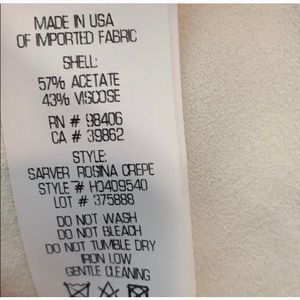 MADE IN USA
OF IMPORTED FABRIC
SHELL:
57% ACETATE
43% VISCOSE
RN # 98406
CA # 39862
STYLE:
SARVER ROSINA CREPE
STYLE # H0409540
LOT # 375888
DO NOT WASH
DO NOT BLEACH
DO NOT TUMBLE DRY
IRON LOW
GENTLE CLEANING